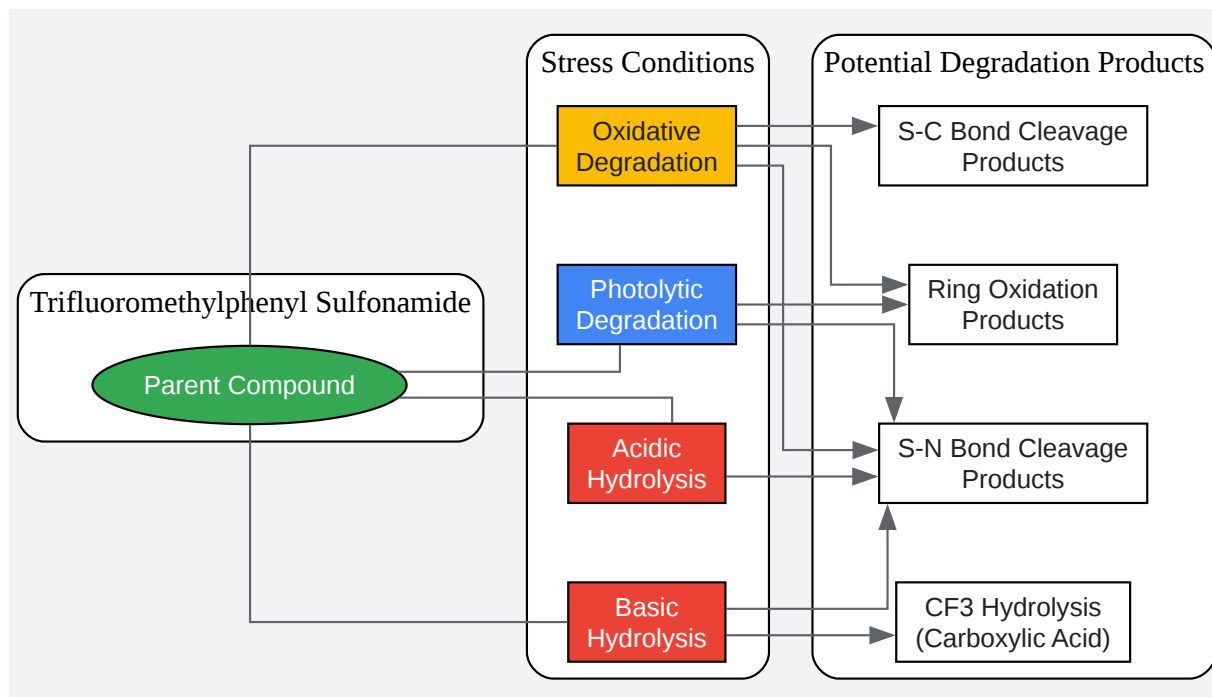 Trifluoromethylphenyl Sulfonamide
Parent Compound
Stress Conditions
Oxidative
Degradation
Photolytic
Degradation
Acidic
Hydrolysis
Basic
Hydrolysis
Potential Degradation Products
S-C Bond Cleavage
Products
Ring Oxidation
Products
S-N Bond Cleavage
Products
CF3 Hydrolysis
(Carboxylic Acid)